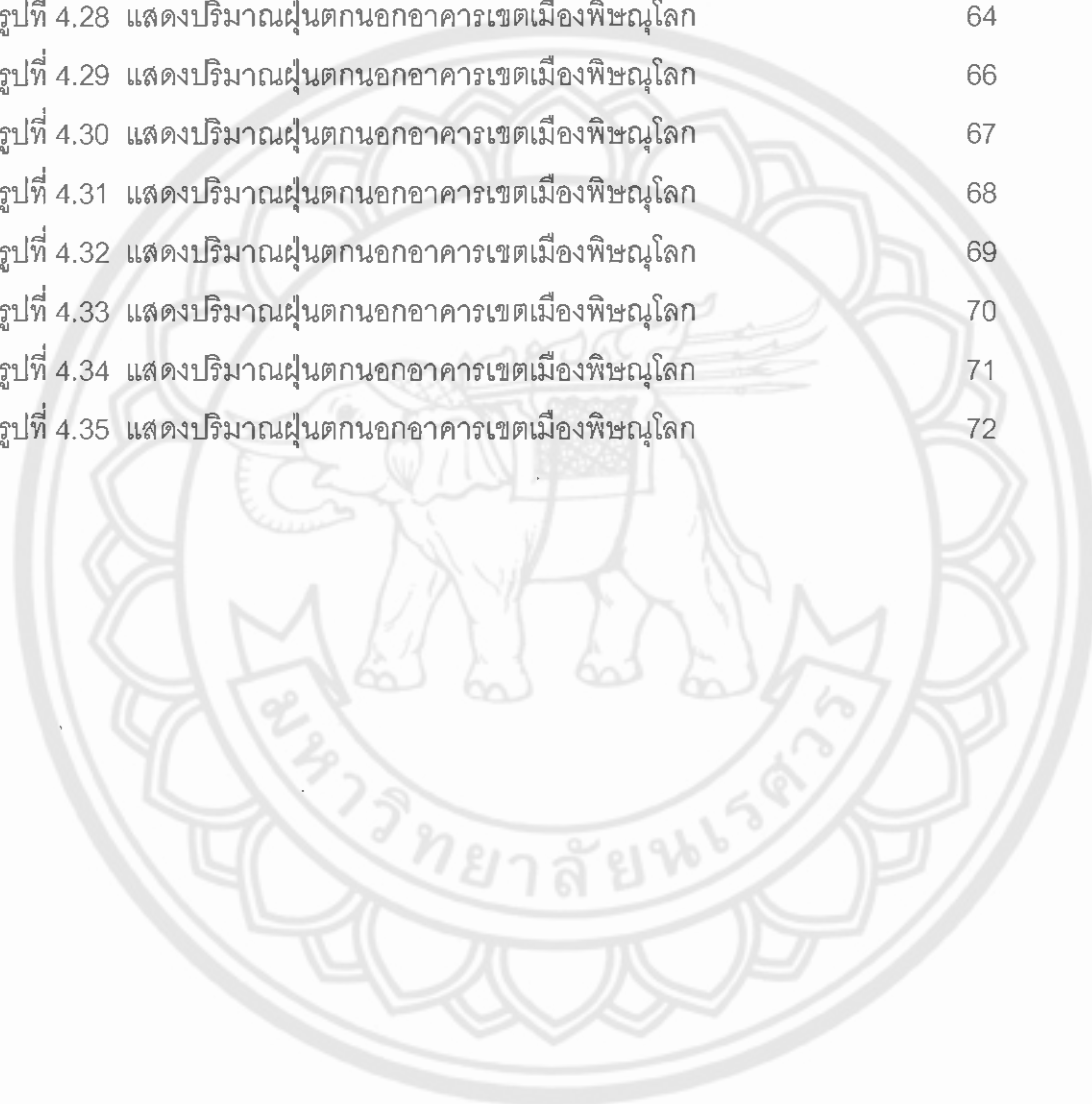 รูปที่ 4.28 แสดงปริมาณฝุ่นตกนอกอาคารเขตเมืองพิษณุโลก 64
รูปที่ 4.29 แสดงปริมาณฝุ่นตกนอกอาคารเขตเมืองพิษณุโลก 66
รูปที่ 4.30 แสดงปริมาณฝุ่นตกนอกอาคารเขตเมืองพิษณุโลก 67
รูปที่ 4.31 แสดงปริมาณฝุ่นตกนอกอาคารเขตเมืองพิษณุโลก 68
รูปที่ 4.32 แสดงปริมาณฝุ่นตกนอกอาคารเขตเมืองพิษณุโลก 69
รูปที่ 4.33 แสดงปริมาณฝุ่นตกนอกอาคารเขตเมืองพิษณุโลก 70
รูปที่ 4.34 แสดงปริมาณฝุ่นตกนอกอาคารเขตเมืองพิษณุโลก 71
รูปที่ 4.35 แสดงปริมาณฝุ่นตกนอกอาคารเขตเมืองพิษณุโลก 72
มหาวิทยาลัยนเรศวร